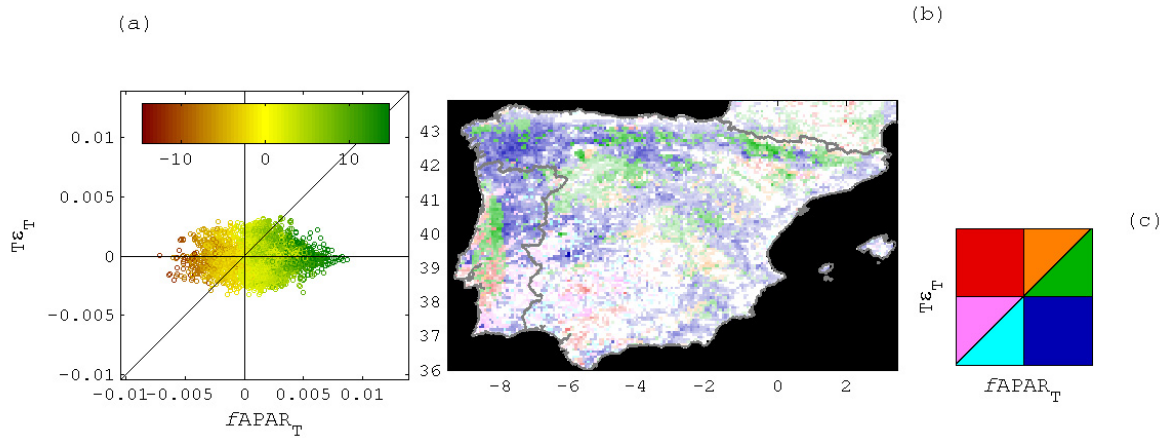 (a)
(b)
(c)
-10 0 10
0.01
0.005
0
-0.005
-0.01
Tε_T
-0.01 -0.005 0 0.005 0.01
fAPAR_T
43
42
41
40
39
38
37
36
-8 -6 -4 -2 0 2
Tε_T
fAPAR_T